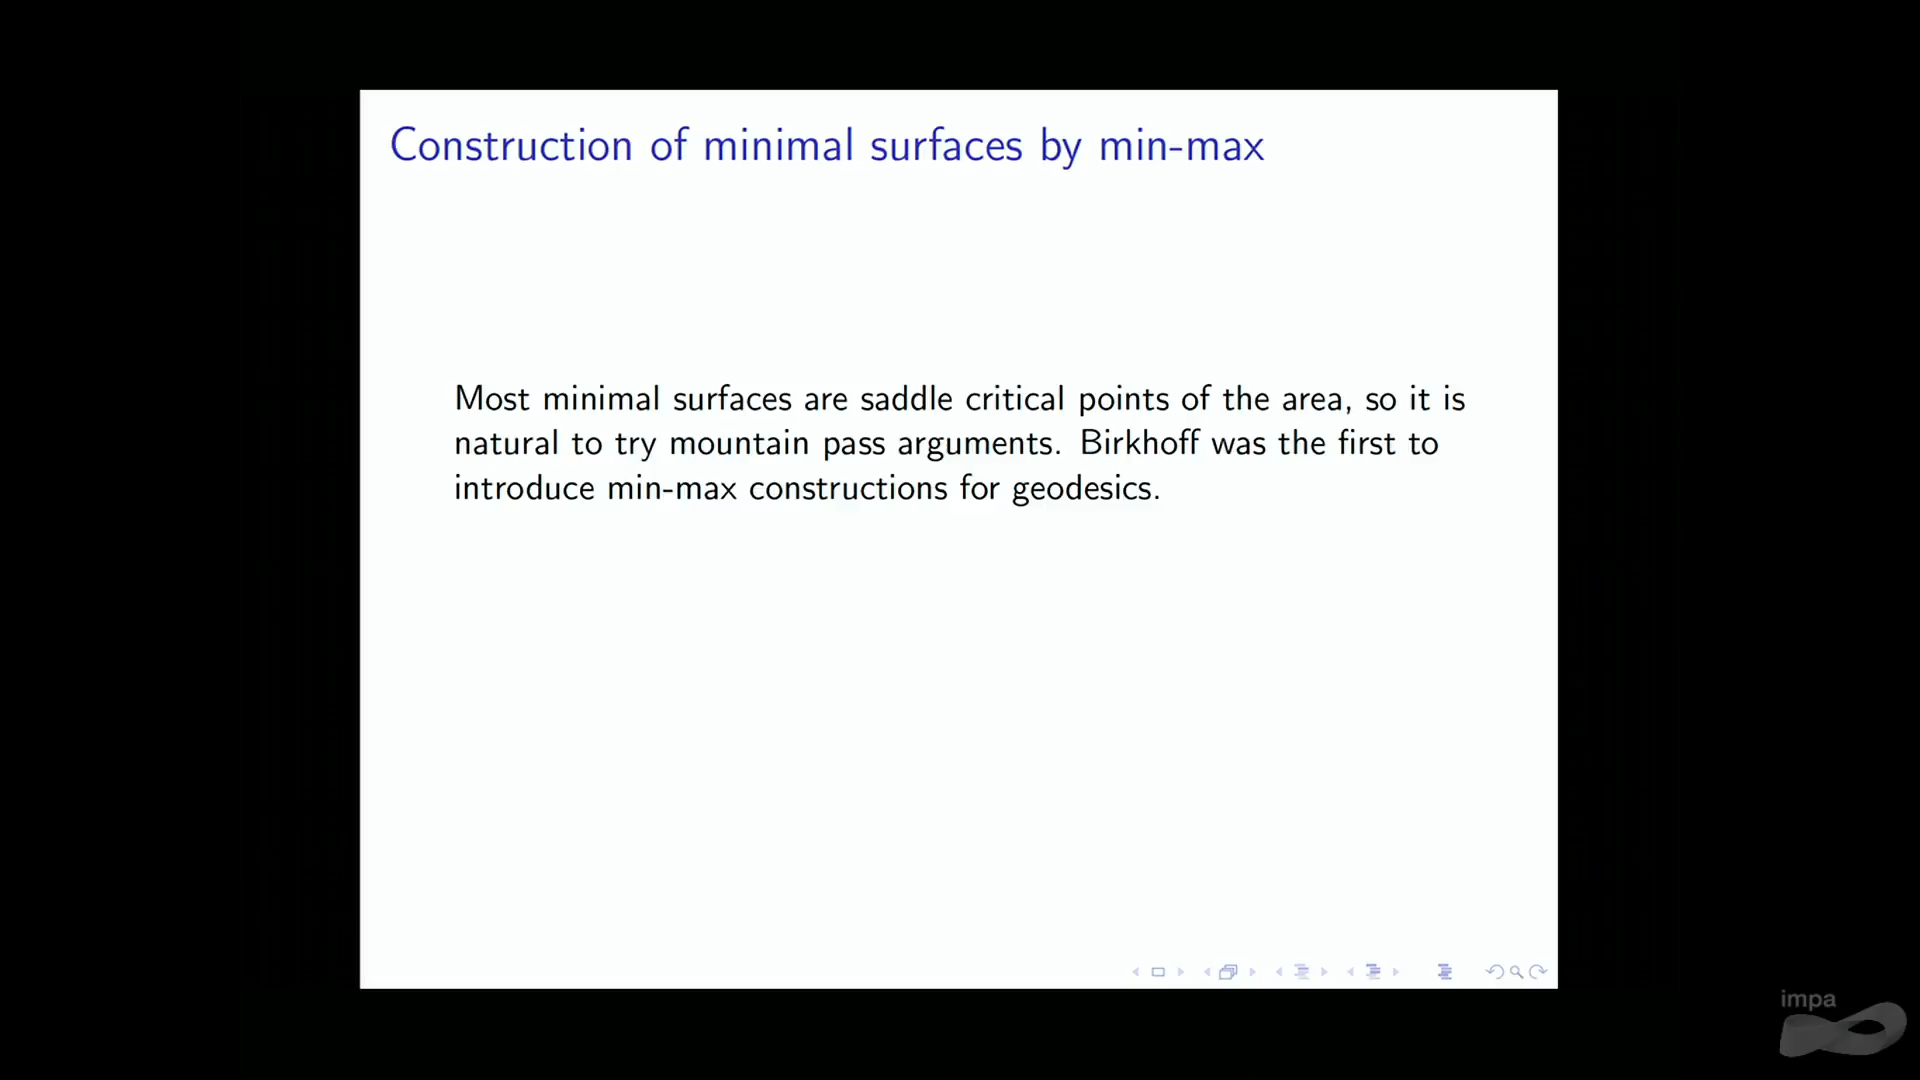 Construction of minimal surfaces by min-max
Most minimal surfaces are saddle critical points of the area, so it is
natural to try mountain pass arguments. Birkhoff was the first to
introduce min-max constructions for geodesics.
impa